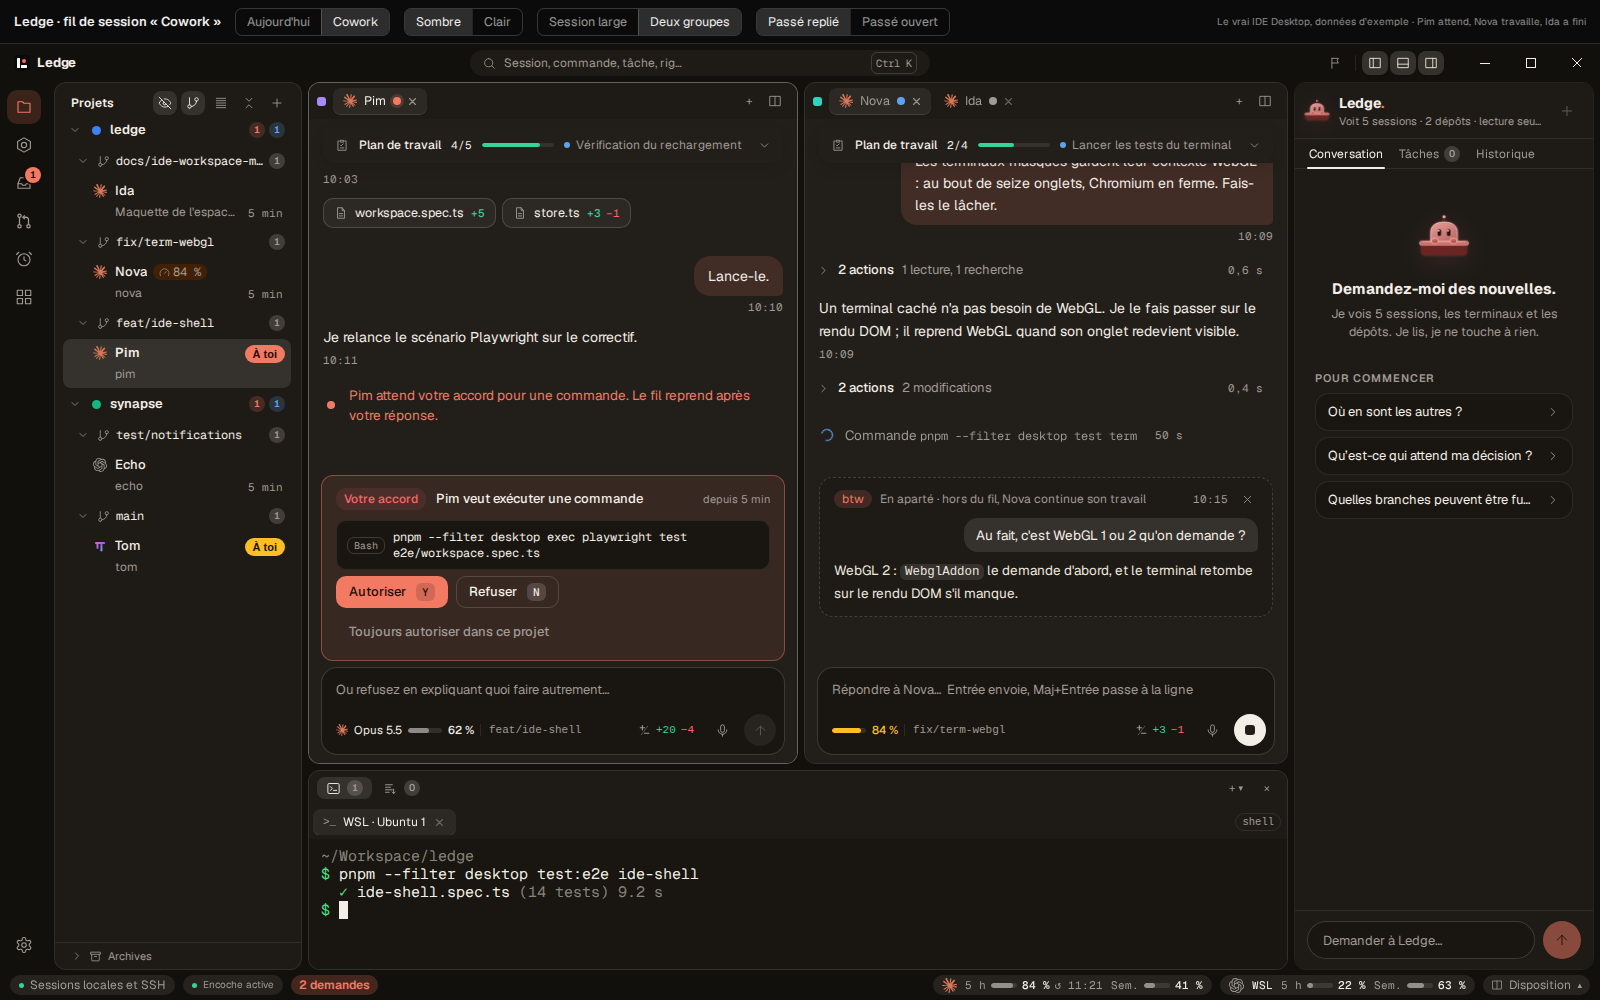 Ledge · fil de session « Cowork »
Aujourd'hui
Cowork
Sombre
Clair
Session large
Deux groupes
Passé replié
Passé ouvert
Le vrai IDE Desktop, données d'exemple · Pim attend, Nova travaille, Ida a fini
Ledge
Session, commande, tâche, rig…
Ctrl K
Projets
ledge
1
1
docs/ide-workspace-m…
1
Ida
Maquette de l'espac…
5 min
fix/term-webgl
1
Nova
84 %
nova
5 min
feat/ide-shell
1
Pim
À toi
pim
synapse
1
1
test/notifications
1
Echo
echo
5 min
main
1
Tom
À toi
tom
Archives
1
Pim
Plan de travail 4/5
Vérification du rechargement
10:03
workspace.spec.ts +5
store.ts +3 −1
Lance-le.
10:10
Je relance le scénario Playwright sur le correctif.
10:11
Pim attend votre accord pour une commande. Le fil reprend après
votre réponse.
Votre accord
Pim veut exécuter une commande
depuis 5 min
Bash
pnpm --filter desktop exec playwright test
e2e/workspace.spec.ts
Autoriser Y
Refuser N
Toujours autoriser dans ce projet
Ou refusez en expliquant quoi faire autrement…
Opus 5.5
62 %
feat/ide-shell
+20 −4
Nova
Ida
Plan de travail 2/4
Lancer les tests du terminal
Les terminaux masqués gardent leur contexte WebGL
: au bout de seize onglets, Chromium en ferme. Fais-
les le lâcher.
10:09
2 actions 1 lecture, 1 recherche
0,6 s
Un terminal caché n'a pas besoin de WebGL. Je le fais passer sur le
rendu DOM ; il reprend WebGL quand son onglet redevient visible.
10:09
2 actions 2 modifications
0,4 s
Commande pnpm --filter desktop test term 50 s
btw
En aparté · hors du fil, Nova continue son travail
10:15
Au fait, c'est WebGL 1 ou 2 qu'on demande ?
WebGL 2 : WebglAddon le demande d'abord, et le terminal retombe
sur le rendu DOM s'il manque.
Répondre à Nova… Entrée envoie, Maj+Entrée passe à la ligne
84 %
fix/term-webgl
+3 −1
1
0
>_ WSL · Ubuntu 1
shell
~/Workspace/ledge
$ pnpm --filter desktop test:e2e ide-shell
✓ ide-shell.spec.ts (14 tests) 9.2 s
$
Ledge.
Voit 5 sessions · 2 dépôts · lecture seu…
Conversation
Tâches 0
Historique
Demandez-moi des nouvelles.
Je vois 5 sessions, les terminaux et les
dépôts. Je lis, je ne touche à rien.
POUR COMMENCER
Où en sont les autres ?
Qu'est-ce qui attend ma décision ?
Quelles branches peuvent être fu…
Demander à Ledge…
Sessions locales et SSH
Encoche active
2 demandes
5 h 84 % ↺ 11:21 Sem. 41 %
WSL 5 h 22 % Sem. 63 %
Disposition